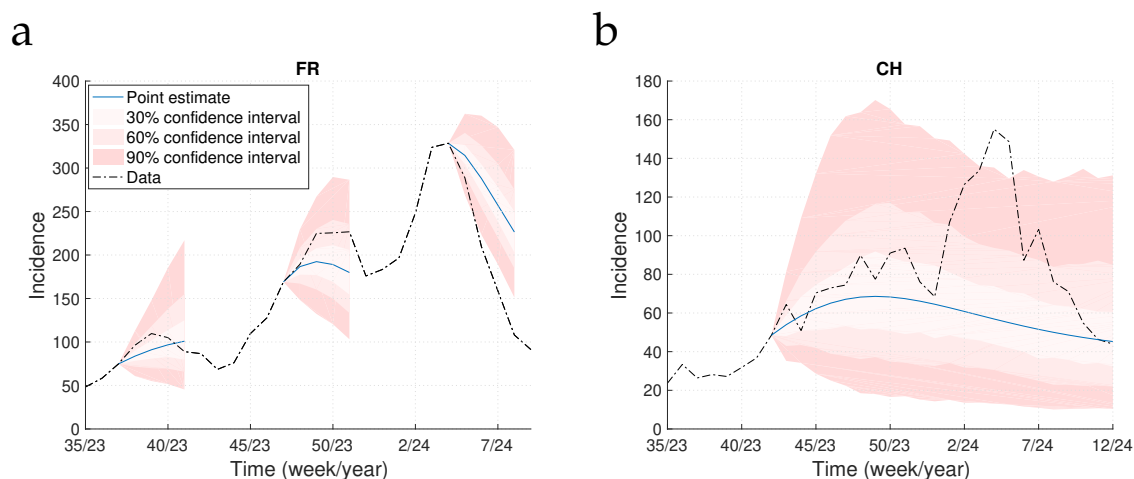 a
FR
400
350
300
250
200
150
100
50
0
Incidence
Point estimate
30% confidence interval
60% confidence interval
90% confidence interval
Data
35/23 40/23 45/23 50/23 2/24 7/24
Time (week/year)
b
CH
180
160
140
120
100
80
60
40
20
0
Incidence
35/23 40/23 45/23 50/23 2/24 7/24 12/24
Time (week/year)